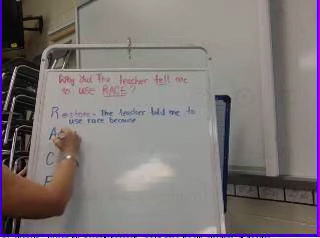 Why did The teacher tell me
to use RACE?
Restate - The teacher told me to
use race because
A
C
E